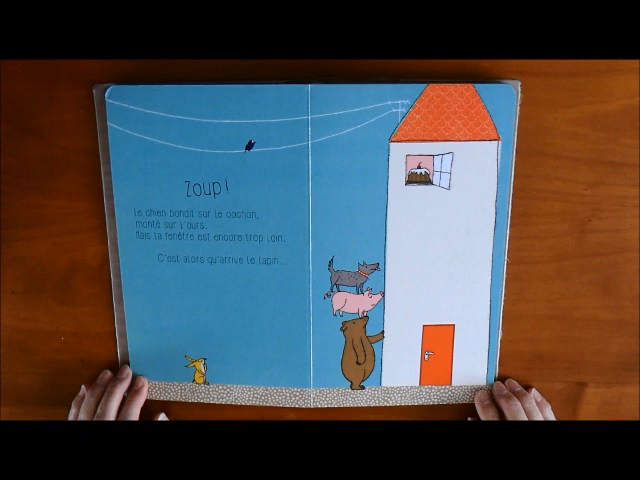 Zoup!
Le chien bondit sur le cochon,
monté sur l'ours.
Mais la fenêtre est encore trop loin.
C'est alors qu'arrive le lapin...